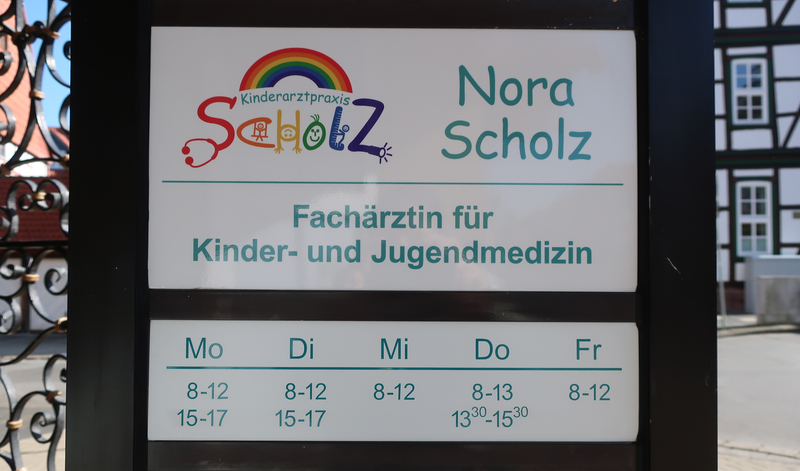 Kinderarztpraxis
ScHolZ
Nora
Scholz
Fachärztin für
Kinder- und Jugendmedizin
Mo Di Mi Do Fr
8-12 8-12 8-12 8-13 8-12
15-17 15-17 13³⁰-15³⁰